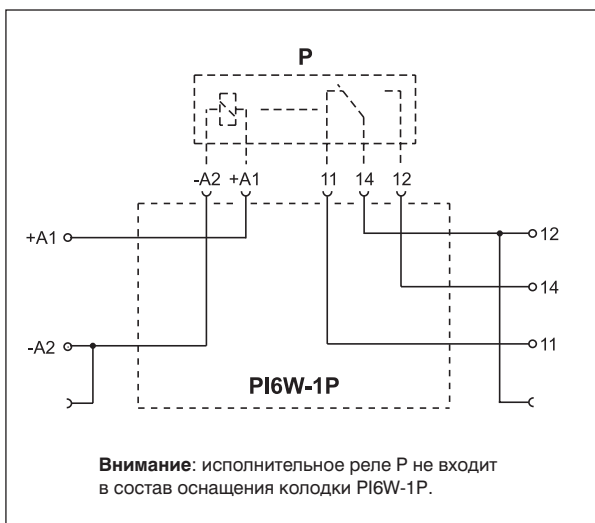 P
-A2 +A1 11 14 12
+A1 12
14
-A2 11
PI6W-1P
Внимание: исполнительное реле P не входит
в состав оснащения колодки PI6W-1P.